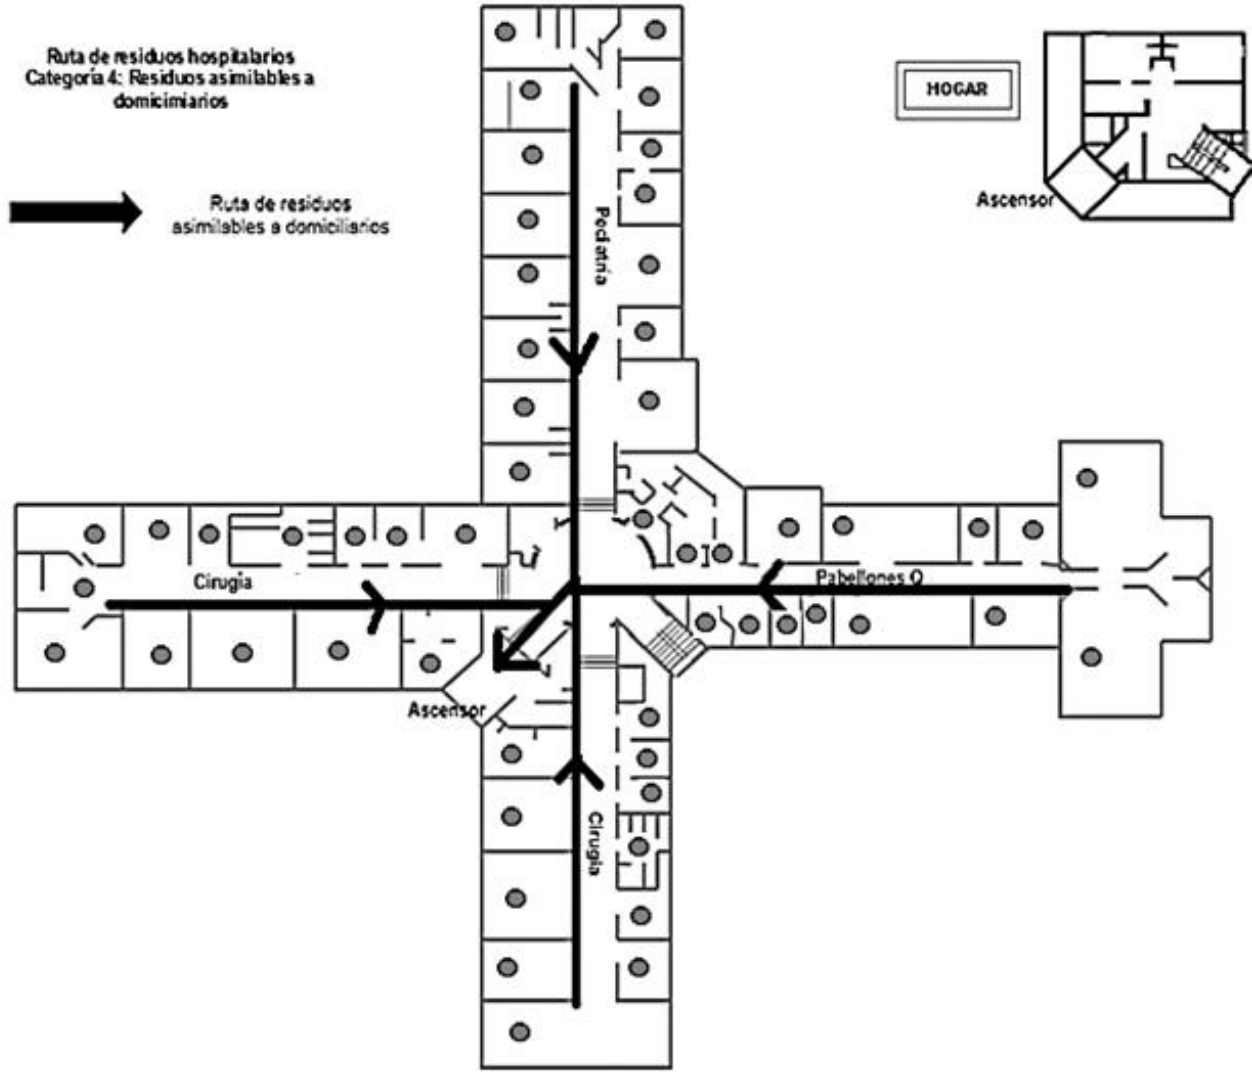 Ruta de residuos hospitalarios
Categoria 4: Residuos asimilables a
domicimiarios
HOGAR
Ascensor
Ruta de residuos
asimilables a domiciliarios
Pediatría
Cirugia
Pabellones Q
Ascensor
Cirugia